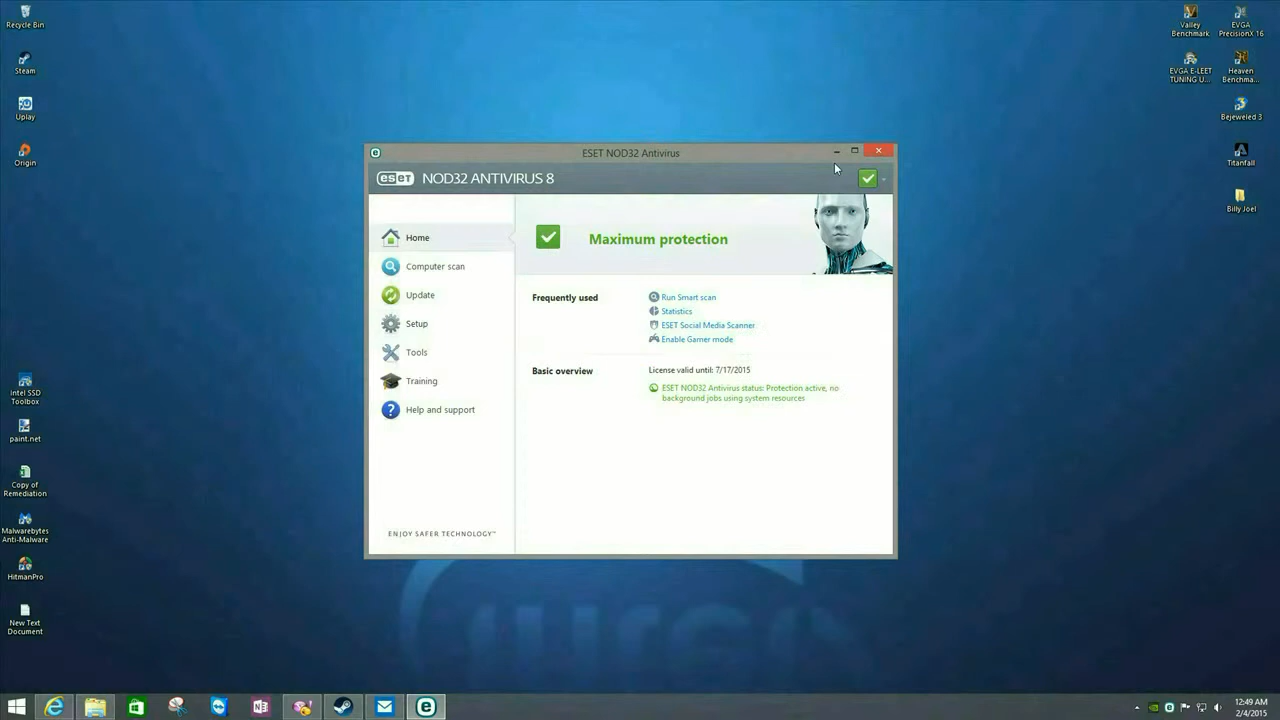 Recycle Bin
Steam
Uplay
Origin
Intel SSD
Toolbox
paint.net
Copy of
Remediation
Malwarebytes
Anti-Malware
HitmanPro
New Text
Document
Valley
Benchmark
EVGA
PrecisionX 16
EVGA E-LEET
TUNING U...
Heaven
Benchma...
Bejeweled 3
Titanfall
Billy Joel
ESET NOD32 Antivirus
eset NOD32 ANTIVIRUS 8
Home
Computer scan
Update
Setup
Tools
Training
Help and support
ENJOY SAFER TECHNOLOGY™
Maximum protection
Frequently used
Run Smart scan
Statistics
ESET Social Media Scanner
Enable Gamer mode
Basic overview
License valid until: 7/17/2015
ESET NOD32 Antivirus status: Protection active, no
background jobs using system resources
12:49 AM
2/4/2015